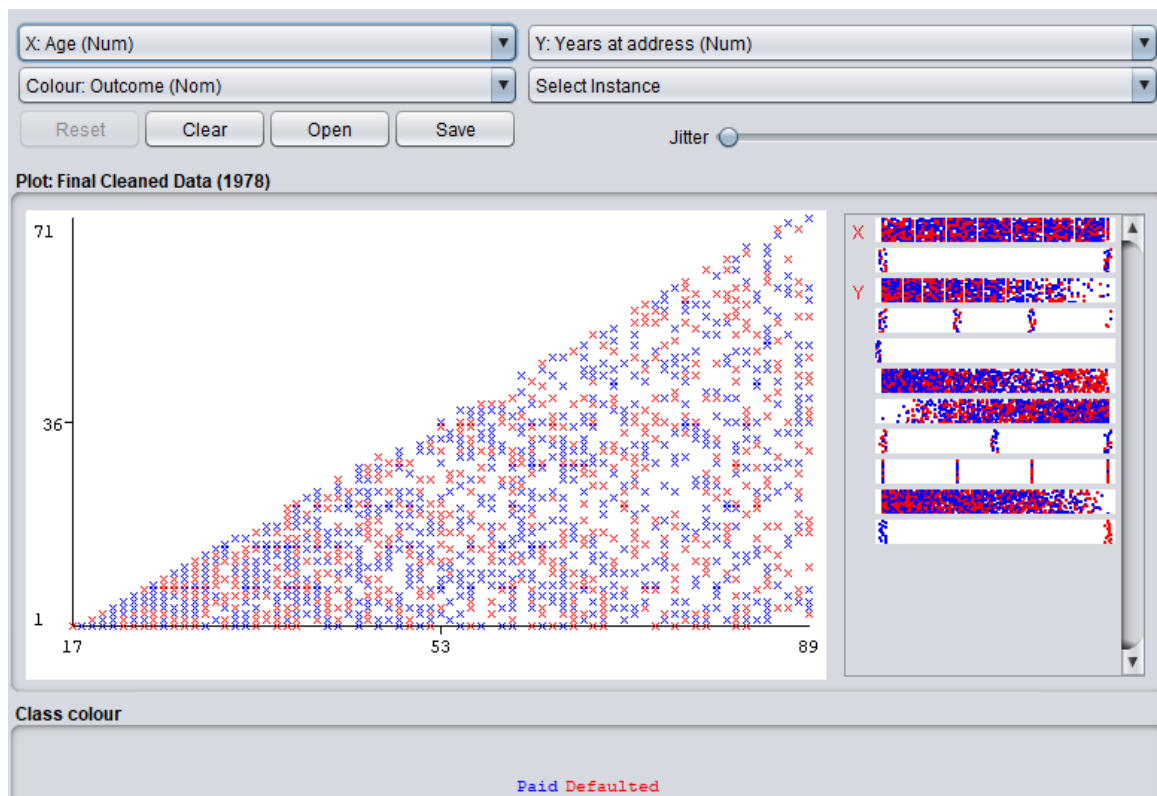 X: Age (Num) Y: Years at address (Num)
Colour: Outcome (Nom) Select Instance
Reset Clear Open Save Jitter
Plot: Final Cleaned Data (1978)
71
36
1
17 53 89
X
Y
Class colour
Paid Defaulted